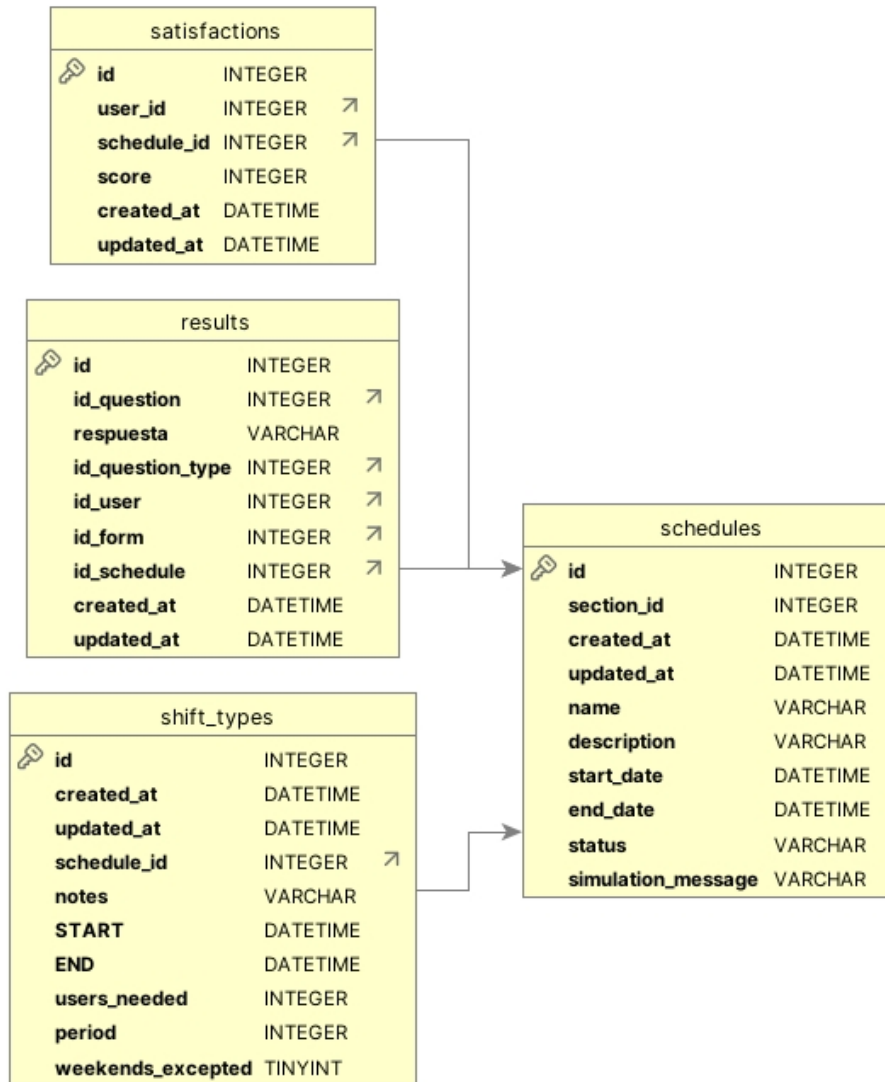 satisfactions
id INTEGER
user_id INTEGER
schedule_id INTEGER
score INTEGER
created_at DATETIME
updated_at DATETIME
results
id INTEGER
id_question INTEGER
respuesta VARCHAR
id_question_type INTEGER
id_user INTEGER
id_form INTEGER
id_schedule INTEGER
created_at DATETIME
updated_at DATETIME
shift_types
id INTEGER
created_at DATETIME
updated_at DATETIME
schedule_id INTEGER
notes VARCHAR
START DATETIME
END DATETIME
users_needed INTEGER
period INTEGER
weekends_excepted TINYINT
schedules
id INTEGER
section_id INTEGER
created_at DATETIME
updated_at DATETIME
name VARCHAR
description VARCHAR
start_date DATETIME
end_date DATETIME
status VARCHAR
simulation_message VARCHAR